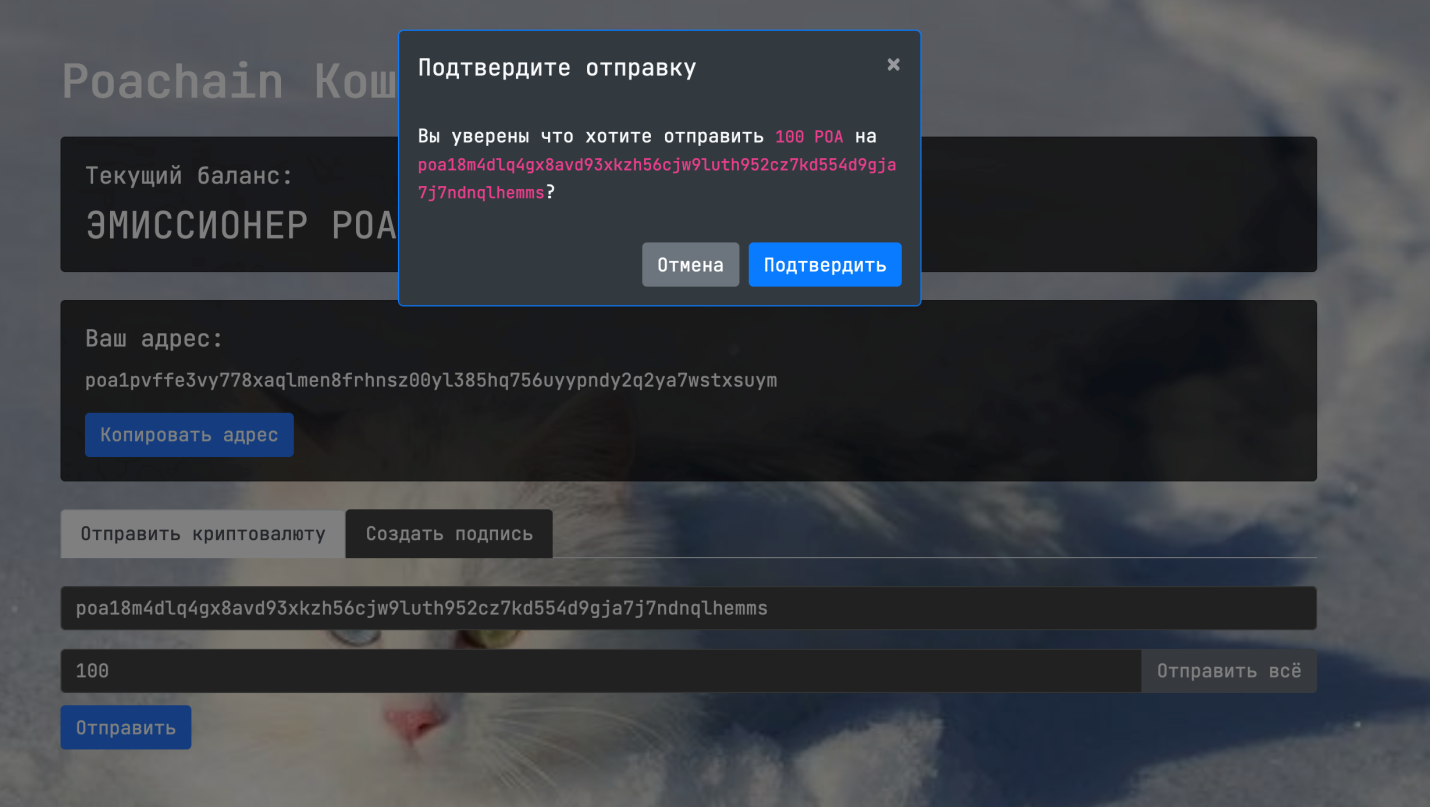 Poachain Кош
Подтвердите отправку ×
Вы уверены что хотите отправить 100 POA на
poa18m4dlq4gx8avd93xkzh56cjw9luth952cz7kd554d9gja
7j7ndnqlhemms?
Отмена Подтвердить
Текущий баланс:
ЭМИССИОНЕР POA
Ваш адрес:
poa1pvffe3vy778xaqlmen8frhnsz00yl385hq756uyypndy2q2ya7wstxsuym
Копировать адрес
Отправить криптовалюту Создать подпись
poa18m4dlq4gx8avd93xkzh56cjw9luth952cz7kd554d9gja7j7ndnqlhemms
100 Отправить всё
Отправить